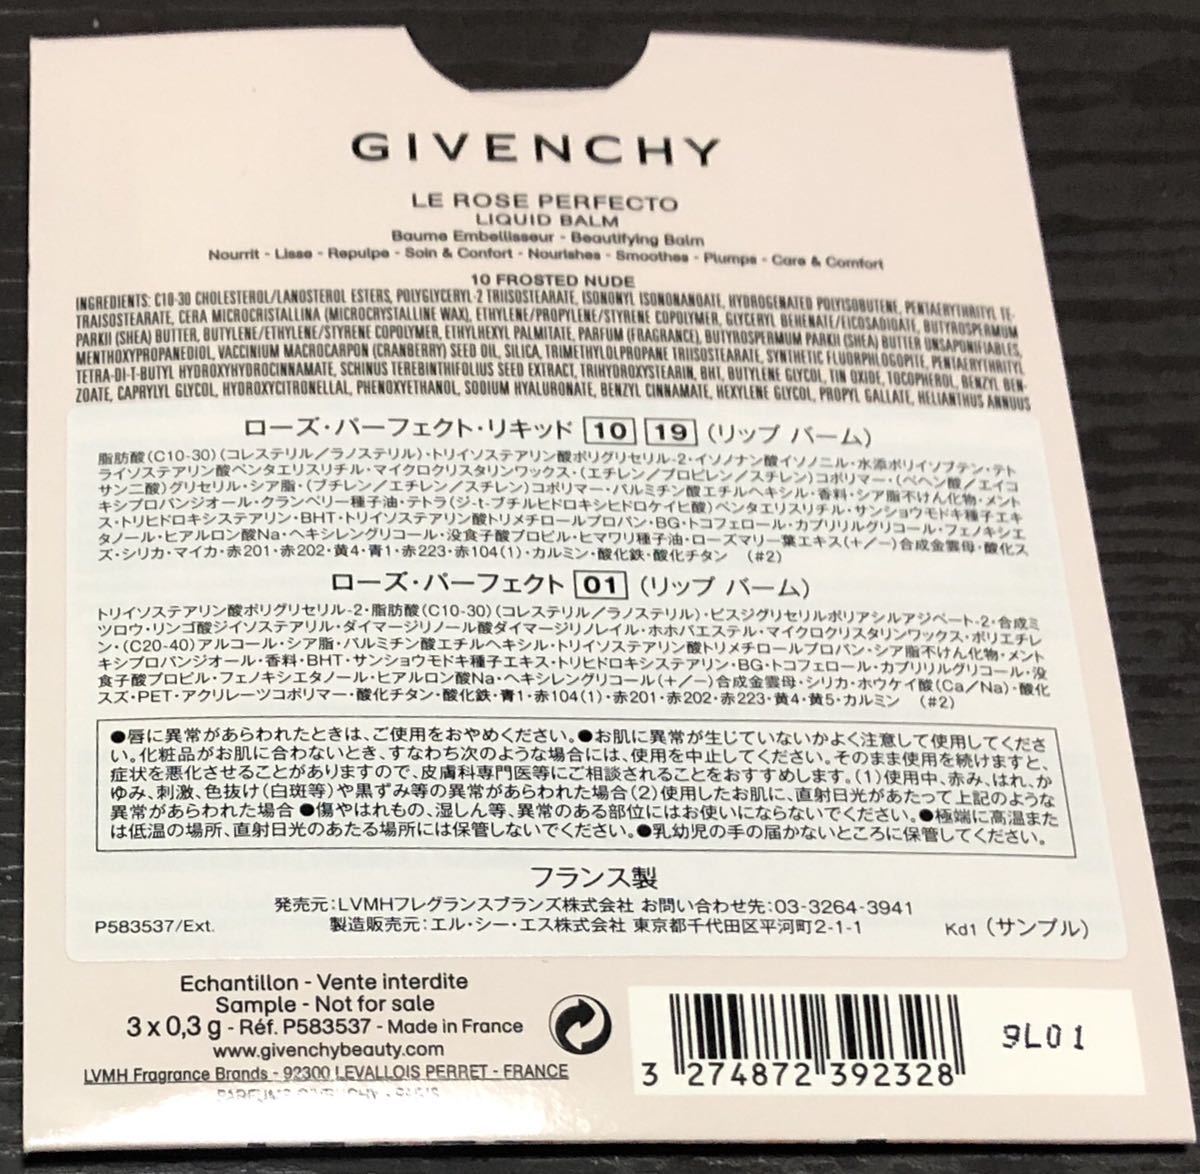 GIVENCHY
LE ROSE PERFECTO
LIQUID BALM
Baume Embellisseur - Beautifying Balm
Nourrit - Lisse - Repulpe - Soin & Confort - Nourishes - Smoothes - Plumps - Care & Comfort
10 FROSTED NUDE
INGREDIENTS: C10-30 CHOLESTEROL/LANOSTEROL ESTERS, POLYGLYCERYL-2 TRIISOSTEARATE, ISONONYL ISONONANOATE, HYDROGENATED POLYISOBUTENE, PENTAERYTHRITYL TE-
TRAISOSTEARATE, CERA MICROCRISTALLINA (MICROCRYSTALLINE WAX), ETHYLENE/PROPYLENE/STYRENE COPOLYMER, GLYCERYL BEHENATE/EICOSADIOATE, BUTYROSPERMUM
PARKII (SHEA) BUTTER, BUTYLENE/ETHYLENE/STYRENE COPOLYMER, ETHYLHEXYL PALMITATE, PARFUM (FRAGRANCE), BUTYROSPERMUM PARKII (SHEA) BUTTER UNSAPONIFIABLES,
MENTHOXYPROPANEDIOL, VACCINIUM MACROCARPON (CRANBERRY) SEED OIL, SILICA, TRIMETHYLOLPROPANE TRIISOSTEARATE, SYNTHETIC FLUORPHLOGOPITE, PENTAERYTHRITYL
TETRA-DI-T-BUTYL HYDROXYHYDROCINNAMATE, SCHINUS TEREBINTHIFOLIUS SEED EXTRACT, TRIHYDROXYSTEARIN, BHT, BUTYLENE GLYCOL, TIN OXIDE, TOCOPHEROL, BENZYL BEN-
ZOATE, CAPRYLYL GLYCOL, HYDROXYCITRONELLAL, PHENOXYETHANOL, SODIUM HYALURONATE, BENZYL CINNAMATE, HEXYLENE GLYCOL, PROPYL GALLATE, HELIANTHUS ANNUUS
ローズ・パーフェクト・リキッド 10 19 (リップ バーム)
脂肪酸(C10-30)(コレステリル/ラノステリル)・トリイソステアリン酸ポリグリセリル-2・イソノナン酸イソノニル・水添ポリイソブテン・テト
ライソステアリン酸ペンタエリスリチル・マイクロクリスタリンワックス・(エチレン/プロピレン/スチレン)コポリマー・(ベヘン酸/エイコ
サン二酸)グリセリル・シア脂・(ブチレン/エチレン/スチレン)コポリマー・パルミチン酸エチルヘキシル・香料・シア脂不けん化物・メント
キシプロパンジオール・クランベリー種子油・テトラ(ジ-t-ブチルヒドロキシヒドロケイヒ酸)ペンタエリスリチル・サンショウモドキ種子エキ
ス・トリヒドロキシステアリン・BHT・トリイソステアリン酸トリメチロールプロパン・BG・トコフェロール・カプリリルグリコール・フェノキシエ
タノール・ヒアルロン酸Na・ヘキシレングリコール・没食子酸プロピル・ヒマワリ種子油・ローズマリー葉エキス(+/-)合成金雲母・酸化ス
ズ・シリカ・マイカ・赤201・赤202・黄4・青1・赤223・赤104(1)・カルミン・酸化鉄・酸化チタン (#2)
ローズ・パーフェクト 01 (リップ バーム)
トリイソステアリン酸ポリグリセリル-2・脂肪酸(C10-30)(コレステリル/ラノステリル)・ビスジグリセリルポリアシルアジペート-2・合成ミ
ツロウ・リンゴ酸ジイソステアリル・ダイマージリノール酸ダイマージリノレイル・ホホバエステル・マイクロクリスタリンワックス・ポリエチレ
ン・(C20-40)アルコール・シア脂・パルミチン酸エチルヘキシル・トリイソステアリン酸トリメチロールプロパン・シア脂不けん化物・メント
キシプロパンジオール・香料・BHT・サンショウモドキ種子エキス・トリヒドロキシステアリン・BG・トコフェロール・カプリリルグリコール・没
食子酸プロピル・フェノキシエタノール・ヒアルロン酸Na・ヘキシレングリコール(+/-)合成金雲母・シリカ・ホウケイ酸(Ca/Na)・酸化
スズ・PET・アクリレーツコポリマー・酸化チタン・酸化鉄・青1・赤104(1)・赤201・赤202・赤223・黄4・黄5・カルミン (#2)
●唇に異常があらわれたときは、ご使用をおやめください。●お肌に異常が生じていないかよく注意して使用してくださ
い。化粧品がお肌に合わないとき、すなわち次のような場合には、使用を中止してください。そのまま使用を続けますと、
症状を悪化させることがありますので、皮膚科専門医等にご相談されることをおすすめします。(1)使用中、赤み、はれ、か
ゆみ、刺激、色抜け(白斑等)や黒ずみ等の異常があらわれた場合(2)使用したお肌に、直射日光があたって上記のような
異常があらわれた場合 ●傷やはれもの、湿しん等、異常のある部位にはお使いにならないでください。●極端に高温また
は低温の場所、直射日光のあたる場所には保管しないでください。●乳幼児の手の届かないところに保管してください。
フランス製
発売元:LVMHフレグランスブランズ株式会社 お問い合わせ先:03-3264-3941
製造販売元:エル・シー・エス株式会社 東京都千代田区平河町2-1-1
P583537/Ext.
Kd1 (サンプル)
Echantillon - Vente interdite
Sample - Not for sale
3 x 0,3 g - Réf. P583537 - Made in France
www.givenchybeauty.com
LVMH Fragrance Brands - 92300 LEVALLOIS PERRET - FRANCE
PARFUMS GIVENCHY - PARIS
9L01
3 274872 392328